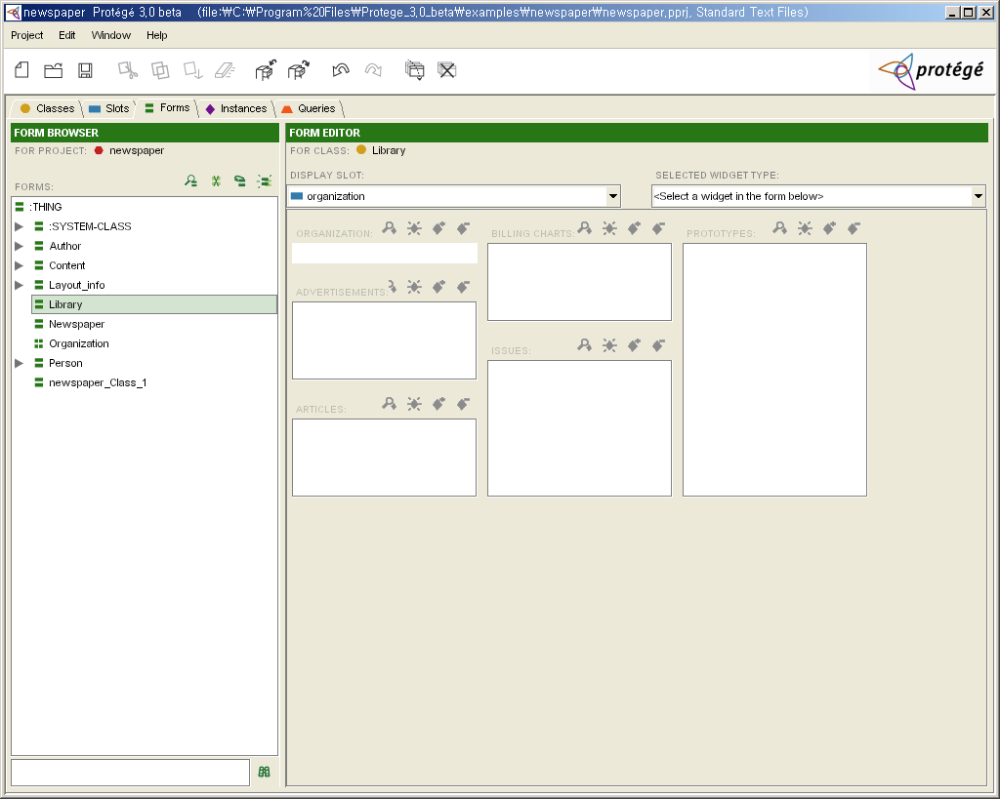 newspaper Protégé 3.0 beta (file:₩C:₩Program%20Files₩Protege_3,0_beta₩examples₩newspaper₩newspaper,pprj, Standard Text Files)
Project Edit Window Help
protégé
Classes Slots Forms Instances Queries
FORM BROWSER
FOR PROJECT: newspaper
FORMS:
:THING
:SYSTEM-CLASS
Author
Content
Layout_info
Library
Newspaper
Organization
Person
newspaper_Class_1
FORM EDITOR
FOR CLASS: Library
DISPLAY SLOT:
organization
SELECTED WIDGET TYPE:
<Select a widget in the form below>
ORGANIZATION:
ADVERTISEMENTS:
ARTICLES:
BILLING CHARTS:
ISSUES:
PROTOTYPES: